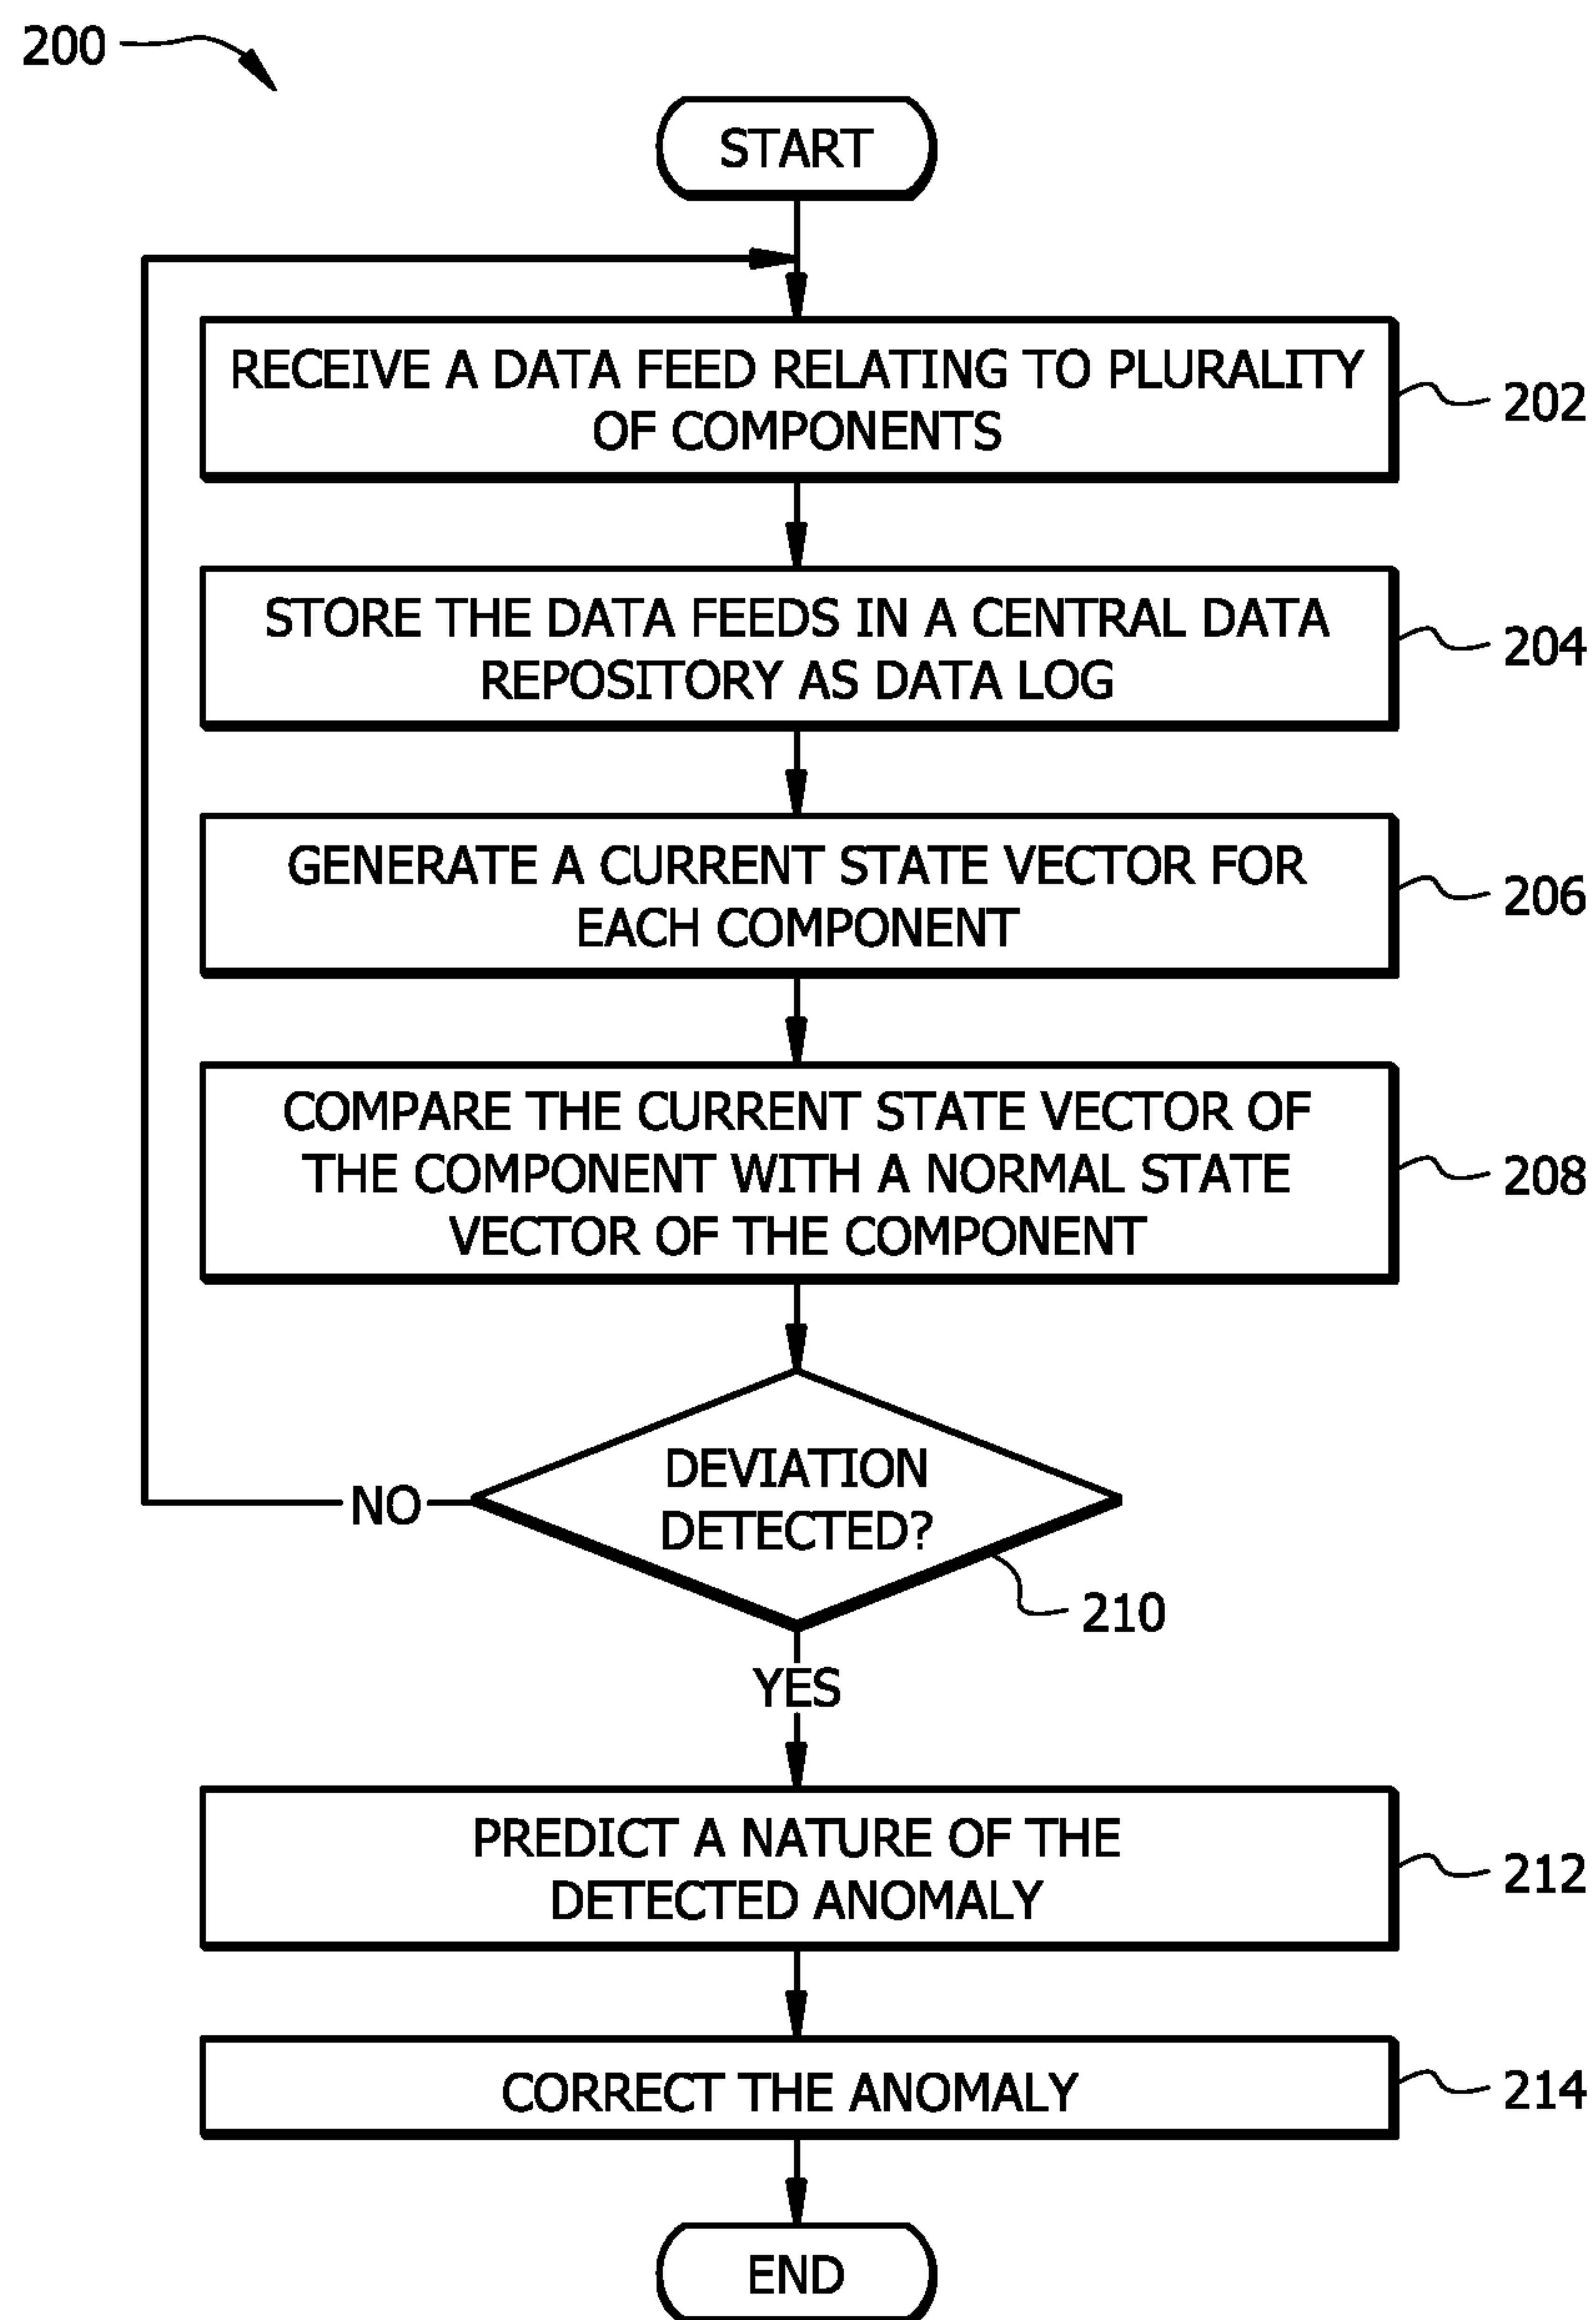 200
START
RECEIVE A DATA FEED RELATING TO PLURALITY
OF COMPONENTS
202
STORE THE DATA FEEDS IN A CENTRAL DATA
REPOSITORY AS DATA LOG
204
GENERATE A CURRENT STATE VECTOR FOR
EACH COMPONENT
206
COMPARE THE CURRENT STATE VECTOR OF
THE COMPONENT WITH A NORMAL STATE
VECTOR OF THE COMPONENT
208
DEVIATION
DETECTED?
NO
210
YES
PREDICT A NATURE OF THE
DETECTED ANOMALY
212
CORRECT THE ANOMALY
214
END